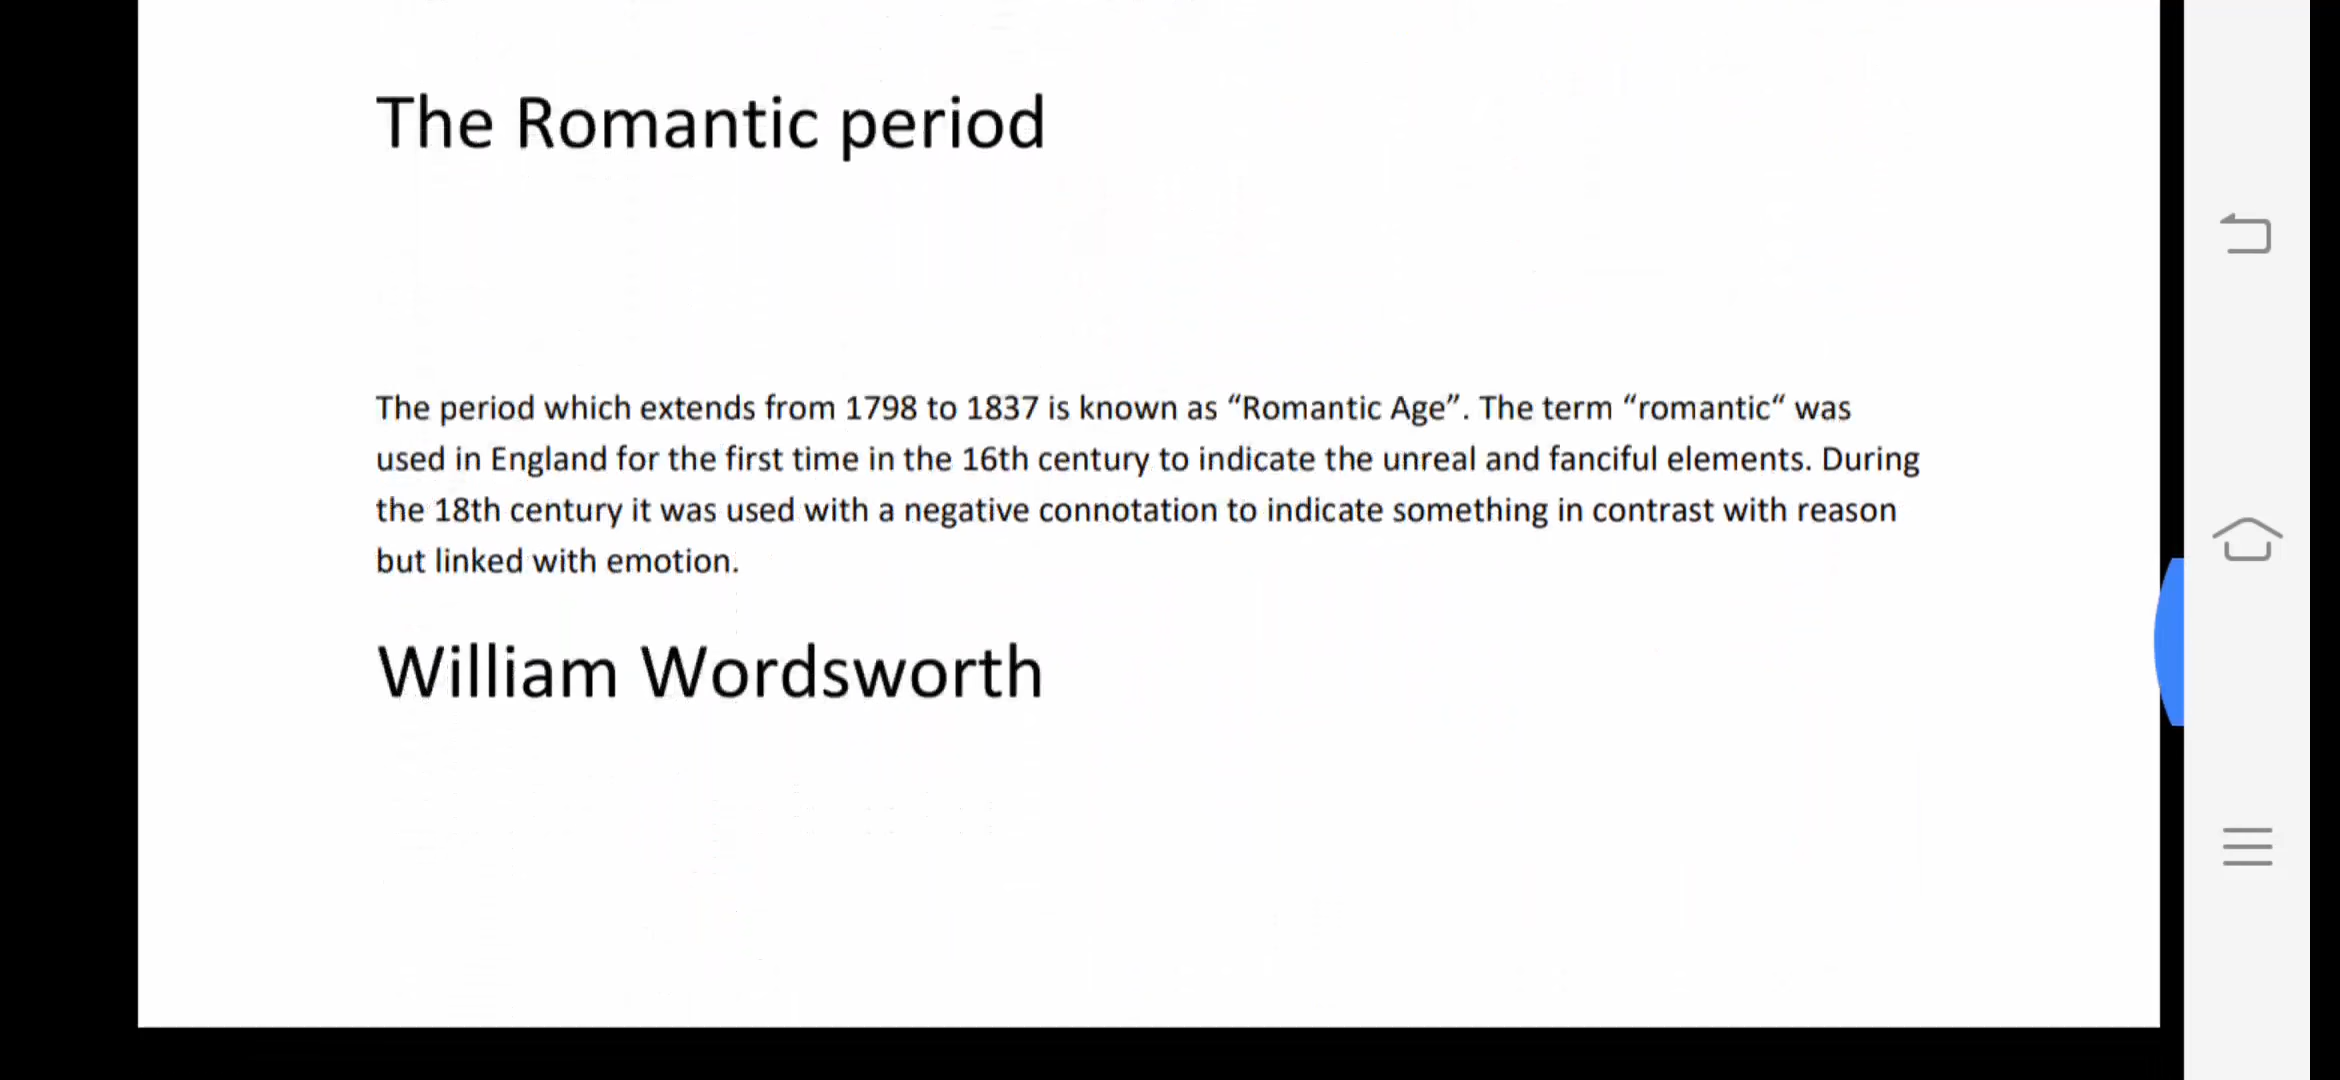 The Romantic period
The period which extends from 1798 to 1837 is known as “Romantic Age”. The term “romantic“ was
used in England for the first time in the 16th century to indicate the unreal and fanciful elements. During
the 18th century it was used with a negative connotation to indicate something in contrast with reason
but linked with emotion.
William Wordsworth